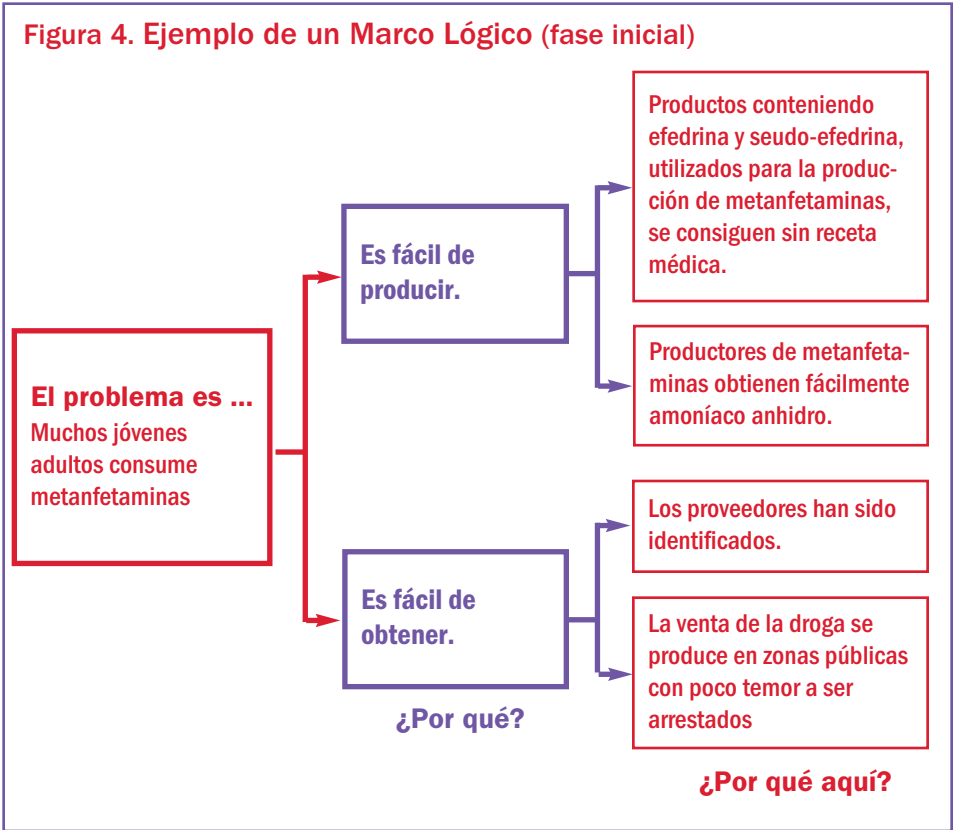 Figura 4. Ejemplo de un Marco Lógico (fase inicial)
El problema es ...
Muchos jóvenes
adultos consume
metanfetaminas
Es fácil de
producir.
Es fácil de
obtener.
¿Por qué?
Productos conteniendo
efedrina y seudo-efedrina,
utilizados para la produc-
ción de metanfetaminas,
se consiguen sin receta
médica.
Productores de metanfeta-
minas obtienen fácilmente
amoníaco anhidro.
Los proveedores han sido
identificados.
La venta de la droga se
produce en zonas públicas
con poco temor a ser
arrestados
¿Por qué aquí?